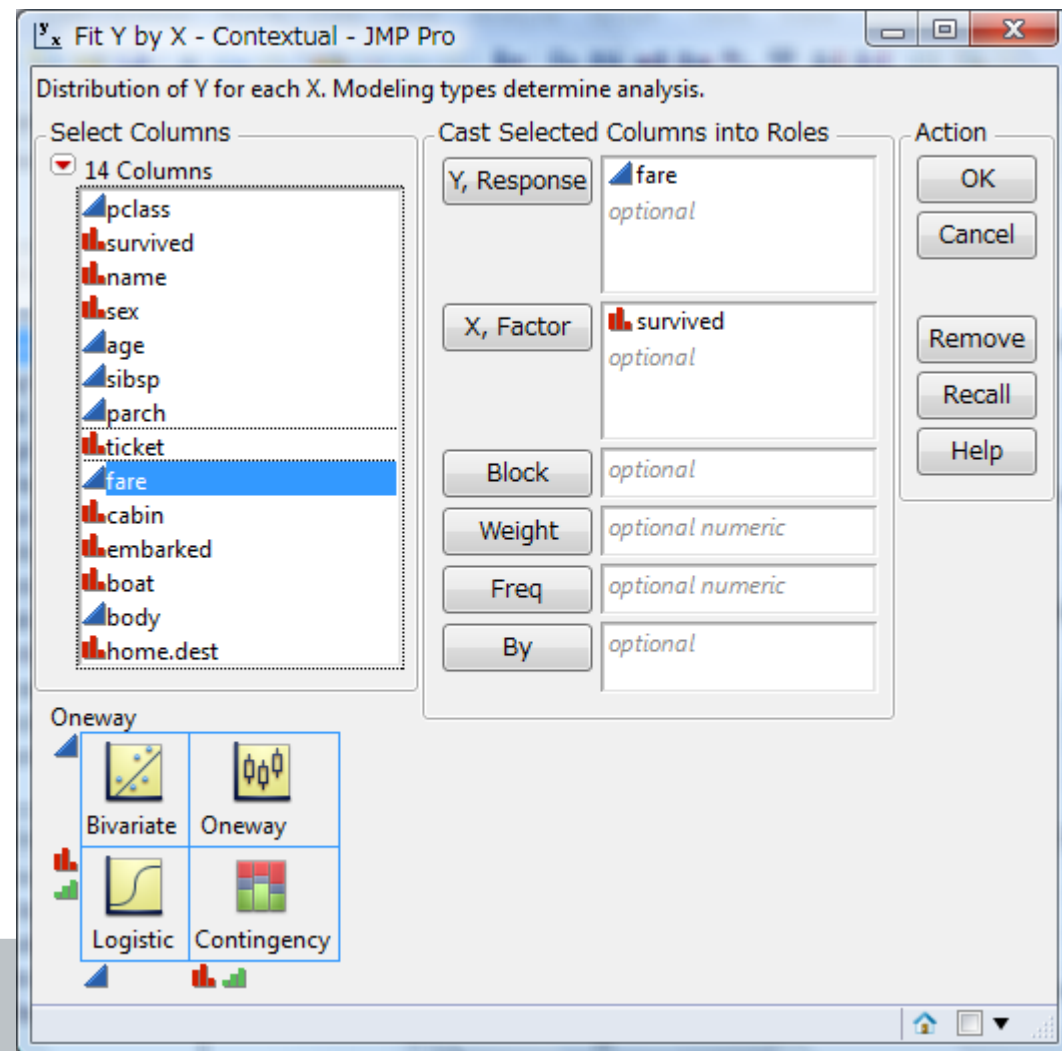 Fit Y by X - Contextual - JMP Pro
Distribution of Y for each X. Modeling types determine analysis.
Select Columns
14 Columns
pclass
survived
name
sex
age
sibsp
parch
ticket
fare
cabin
embarked
boat
body
home.dest
Cast Selected Columns into Roles
Y, Response
fare
optional
X, Factor
survived
optional
Block
optional
Weight
optional numeric
Freq
optional numeric
By
optional
Action
OK
Cancel
Remove
Recall
Help
Oneway
Bivariate
Oneway
Logistic
Contingency